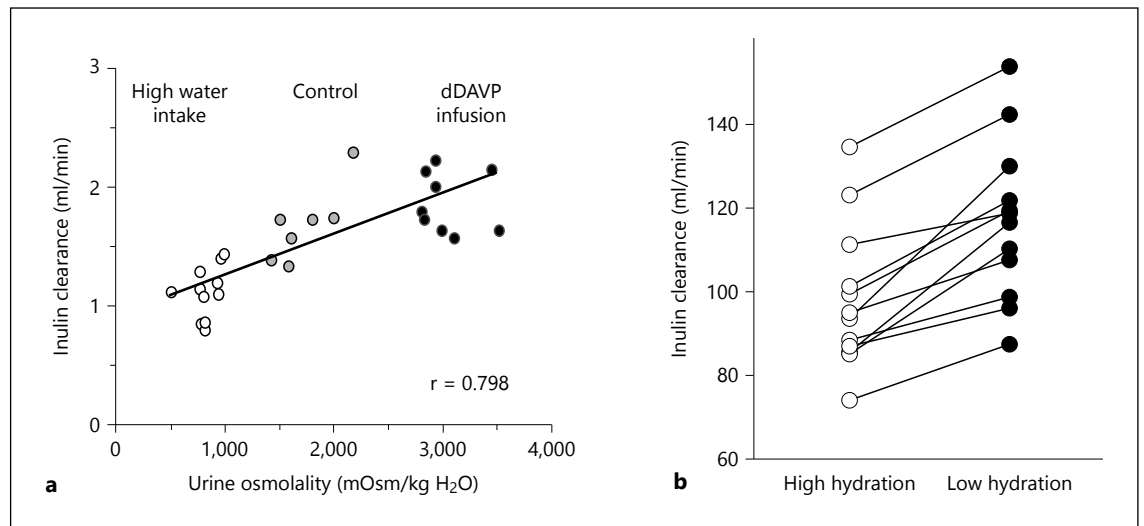 3
High water
intake
Control
dDAVP
infusion
2
1
0
Inulin clearance (ml/min)
r = 0.798
0
1,000
2,000
3,000
4,000
Urine osmolality (mOsm/kg H₂O)
a
140
120
100
80
60
Inulin clearance (ml/min)
High hydration
Low hydration
b